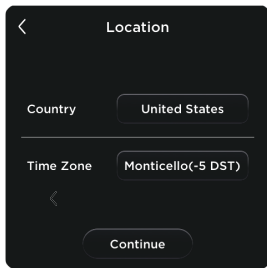 Location
Country
United States
Time Zone
Monticello(-5 DST)
Continue